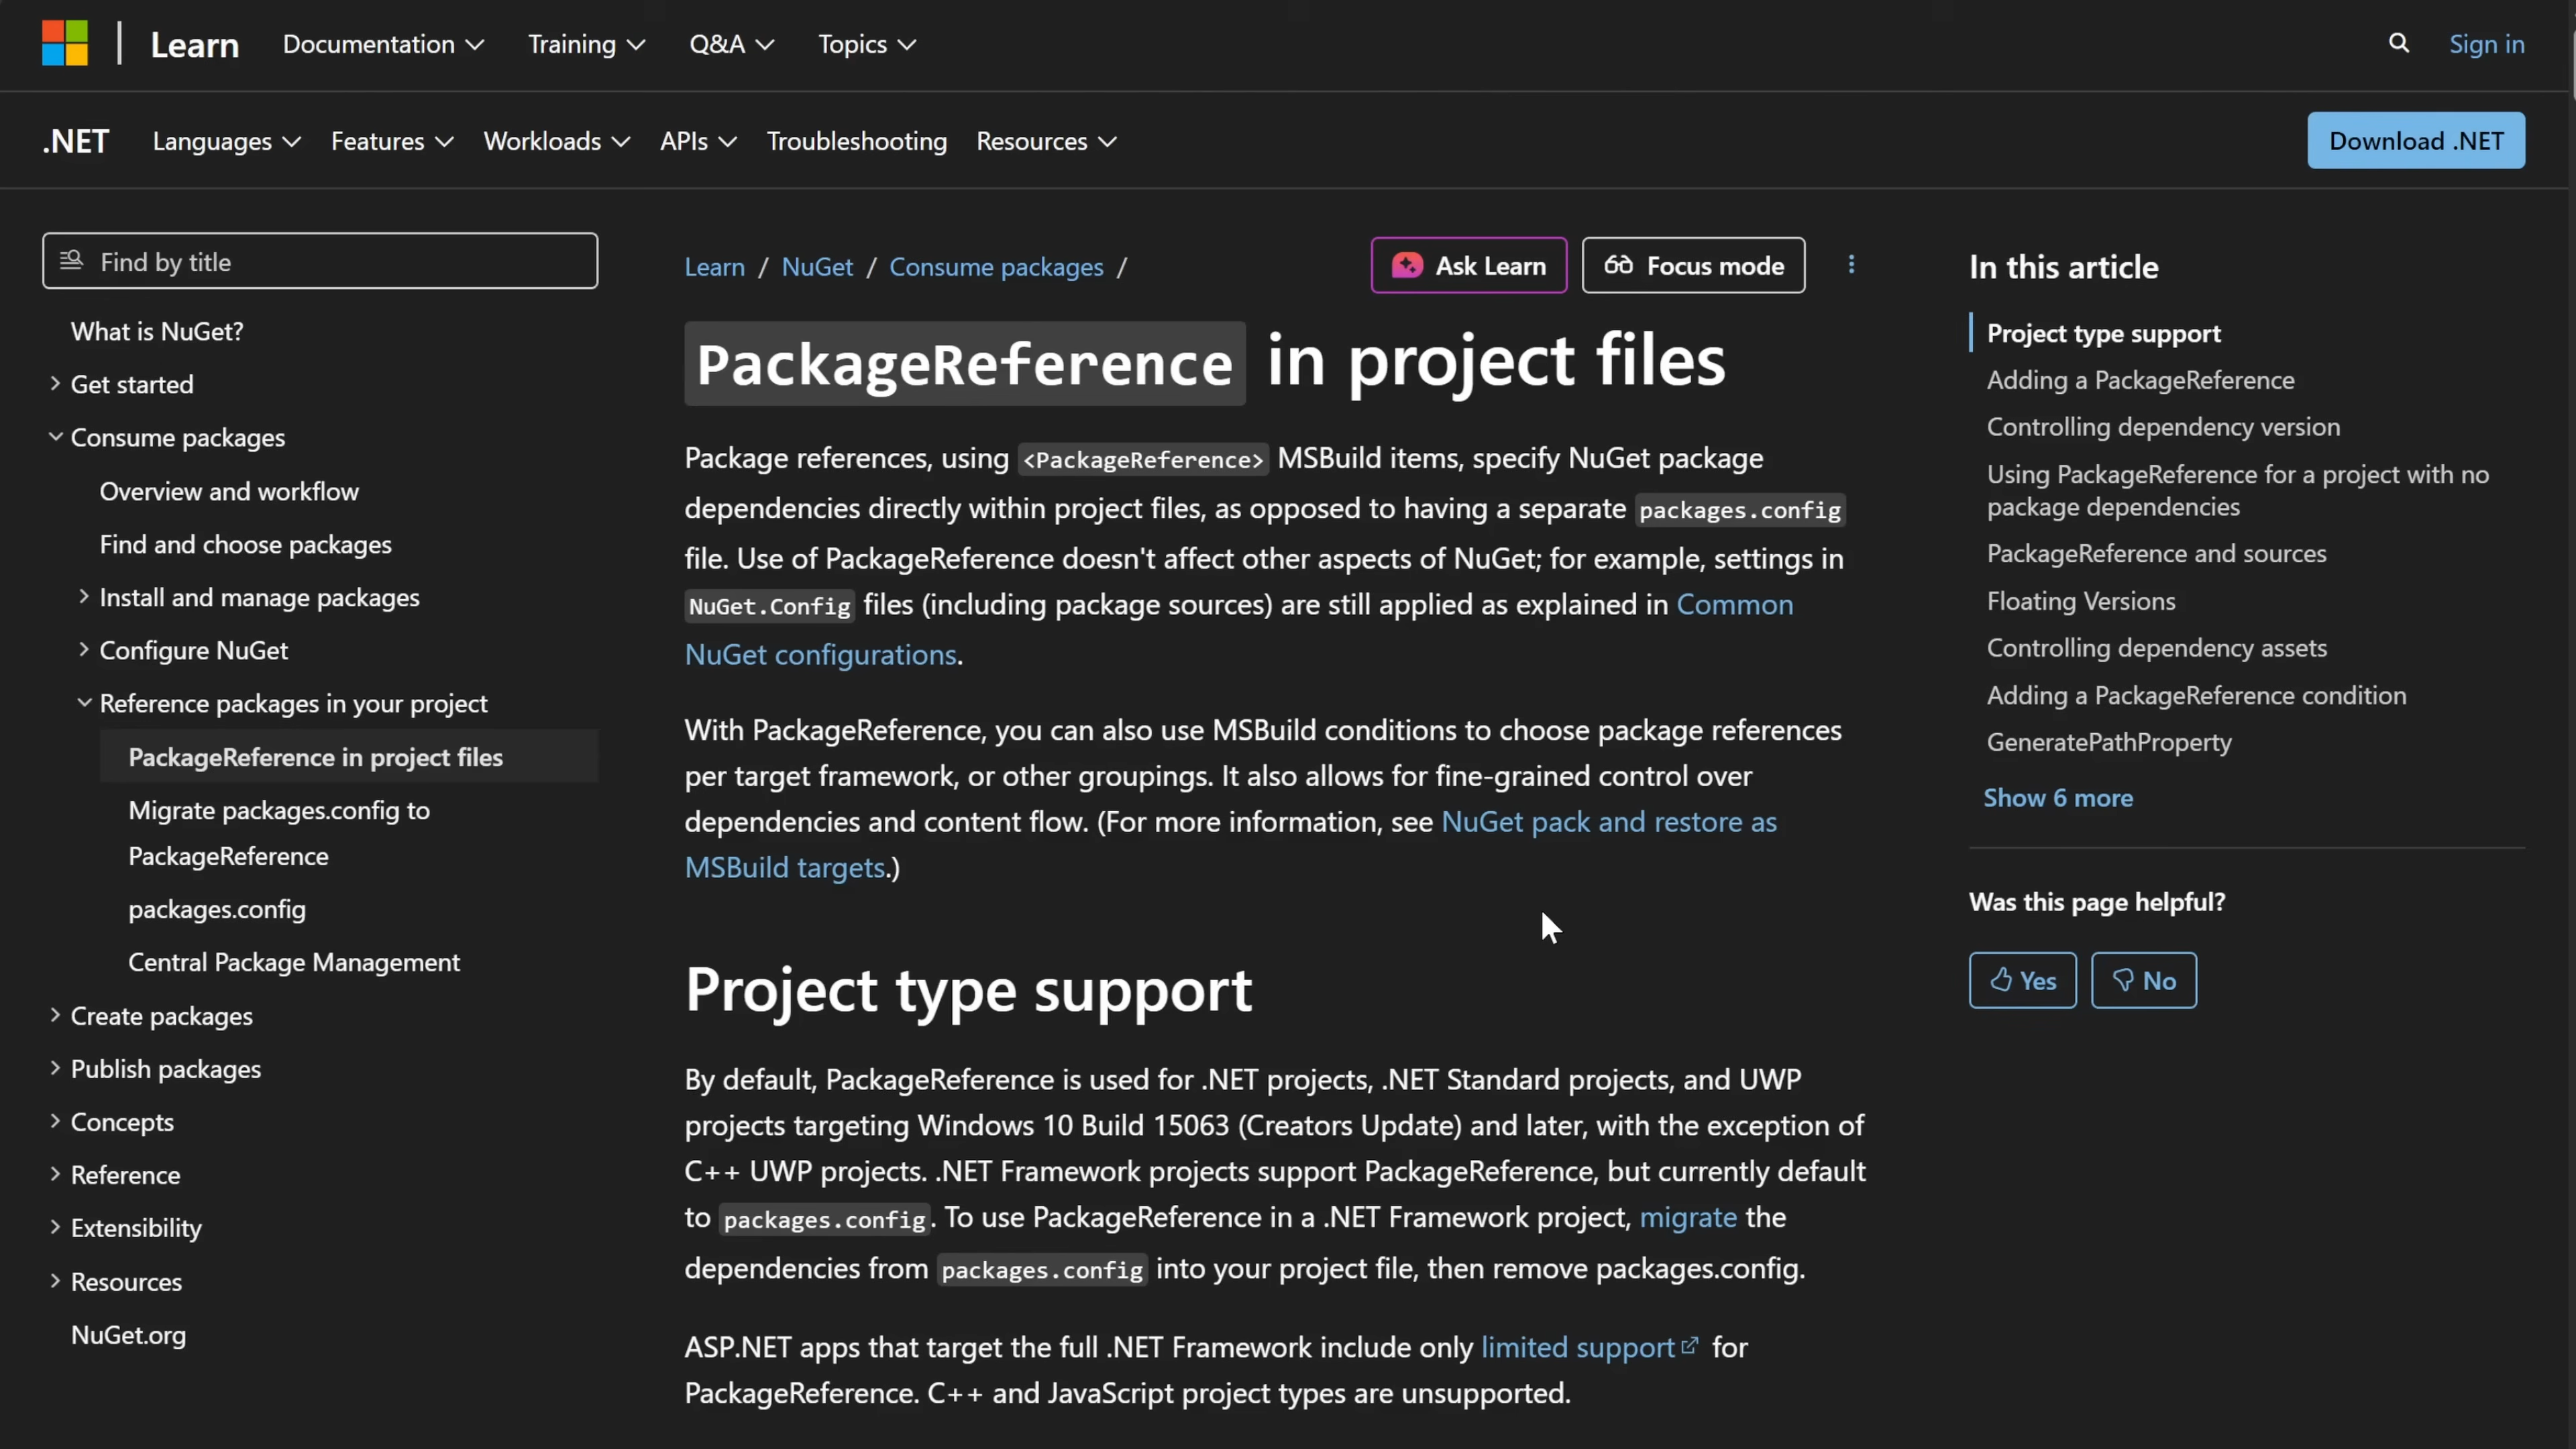 Learn
Documentation
Training
Q&A
Topics
Sign in
.NET
Languages
Features
Workloads
APIs
Troubleshooting
Resources
Download .NET
Find by title
What is NuGet?
Get started
Consume packages
Overview and workflow
Find and choose packages
Install and manage packages
Configure NuGet
Reference packages in your project
PackageReference in project files
Migrate packages.config to
PackageReference
packages.config
Central Package Management
Create packages
Publish packages
Concepts
Reference
Extensibility
Resources
NuGet.org
Learn / NuGet / Consume packages /
Ask Learn
Focus mode
PackageReference in project files
Package references, using <PackageReference> MSBuild items, specify NuGet package
dependencies directly within project files, as opposed to having a separate packages.config
file. Use of PackageReference doesn't affect other aspects of NuGet; for example, settings in
NuGet.Config files (including package sources) are still applied as explained in Common
NuGet configurations.
With PackageReference, you can also use MSBuild conditions to choose package references
per target framework, or other groupings. It also allows for fine-grained control over
dependencies and content flow. (For more information, see NuGet pack and restore as
MSBuild targets.)
Project type support
By default, PackageReference is used for .NET projects, .NET Standard projects, and UWP
projects targeting Windows 10 Build 15063 (Creators Update) and later, with the exception of
C++ UWP projects. .NET Framework projects support PackageReference, but currently default
to packages.config. To use PackageReference in a .NET Framework project, migrate the
dependencies from packages.config into your project file, then remove packages.config.
ASP.NET apps that target the full .NET Framework include only limited support for
PackageReference. C++ and JavaScript project types are unsupported.
In this article
Project type support
Adding a PackageReference
Controlling dependency version
Using PackageReference for a project with no
package dependencies
PackageReference and sources
Floating Versions
Controlling dependency assets
Adding a PackageReference condition
GeneratePathProperty
Show 6 more
Was this page helpful?
Yes
No